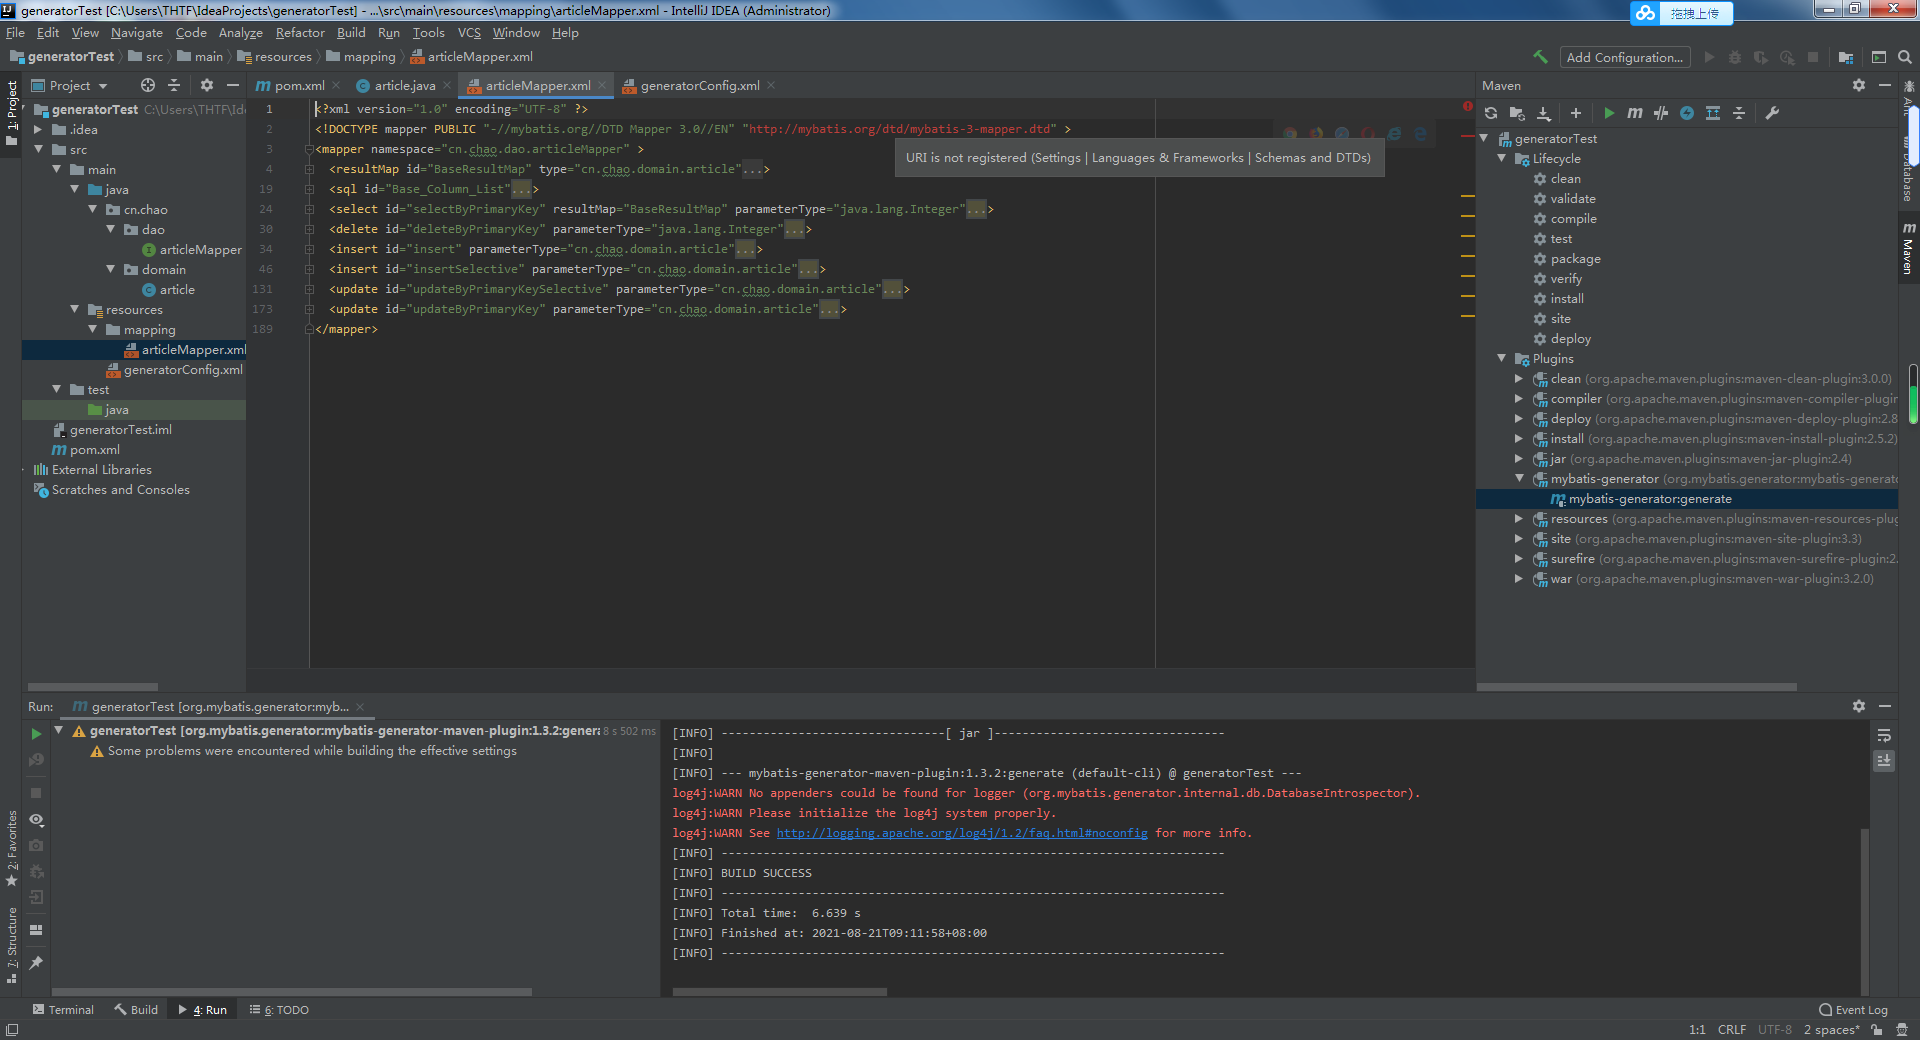 generatorTest [C:\Users\THTF\IdeaProjects\generatorTest] - ...\src\main\resources\mapping\articleMapper.xml - IntelliJ IDEA (Administrator)
拖拽上传
File Edit View Navigate Code Analyze Refactor Build Run Tools VCS Window Help
generatorTest src main resources mapping articleMapper.xml
Add Configuration...
Project
pom.xml article.java articleMapper.xml generatorConfig.xml
Maven
1: Project
generatorTest C:\Users\THTF\Ide
.idea
src
main
java
cn.chao
dao
articleMapper
domain
article
resources
mapping
articleMapper.xml
generatorConfig.xml
test
java
generatorTest.iml
pom.xml
External Libraries
Scratches and Consoles
1 <?xml version="1.0" encoding="UTF-8" ?>
2 <!DOCTYPE mapper PUBLIC "-//mybatis.org//DTD Mapper 3.0//EN" "http://mybatis.org/dtd/mybatis-3-mapper.dtd" >
3 <mapper namespace="cn.chao.dao.articleMapper" >
URI is not registered (Settings | Languages & Frameworks | Schemas and DTDs)
4 <resultMap id="BaseResultMap" type="cn.chao.domain.article"...>
19 <sql id="Base_Column_List"...>
24 <select id="selectByPrimaryKey" resultMap="BaseResultMap" parameterType="java.lang.Integer"...>
30 <delete id="deleteByPrimaryKey" parameterType="java.lang.Integer"...>
34 <insert id="insert" parameterType="cn.chao.domain.article"...>
46 <insert id="insertSelective" parameterType="cn.chao.domain.article"...>
131 <update id="updateByPrimaryKeySelective" parameterType="cn.chao.domain.article"...>
173 <update id="updateByPrimaryKey" parameterType="cn.chao.domain.article"...>
189 </mapper>
generatorTest
Lifecycle
clean
validate
compile
test
package
verify
install
site
deploy
Plugins
clean (org.apache.maven.plugins:maven-clean-plugin:3.0.0)
compiler (org.apache.maven.plugins:maven-compiler-plugin
deploy (org.apache.maven.plugins:maven-deploy-plugin:2.8
install (org.apache.maven.plugins:maven-install-plugin:2.5.2)
jar (org.apache.maven.plugins:maven-jar-plugin:2.4)
mybatis-generator (org.mybatis.generator:mybatis-generato
mybatis-generator:generate
resources (org.apache.maven.plugins:maven-resources-plug
site (org.apache.maven.plugins:maven-site-plugin:3.3)
surefire (org.apache.maven.plugins:maven-surefire-plugin:2.
war (org.apache.maven.plugins:maven-war-plugin:3.2.0)
Database
Maven
Run: generatorTest [org.mybatis.generator:myb...
generatorTest [org.mybatis.generator:mybatis-generator-maven-plugin:1.3.2:genera 8 s 502 ms
Some problems were encountered while building the effective settings
[INFO] --------------------------------[ jar ]---------------------------------
[INFO]
[INFO] --- mybatis-generator-maven-plugin:1.3.2:generate (default-cli) @ generatorTest ---
log4j:WARN No appenders could be found for logger (org.mybatis.generator.internal.db.DatabaseIntrospector).
log4j:WARN Please initialize the log4j system properly.
log4j:WARN See http://logging.apache.org/log4j/1.2/faq.html#noconfig for more info.
[INFO] ------------------------------------------------------------------------
[INFO] BUILD SUCCESS
[INFO] ------------------------------------------------------------------------
[INFO] Total time:  6.639 s
[INFO] Finished at: 2021-08-21T09:11:58+08:00
[INFO] ------------------------------------------------------------------------
2: Favorites
7: Structure
Terminal Build 4: Run 6: TODO
Event Log
1:1 CRLF UTF-8 2 spaces*